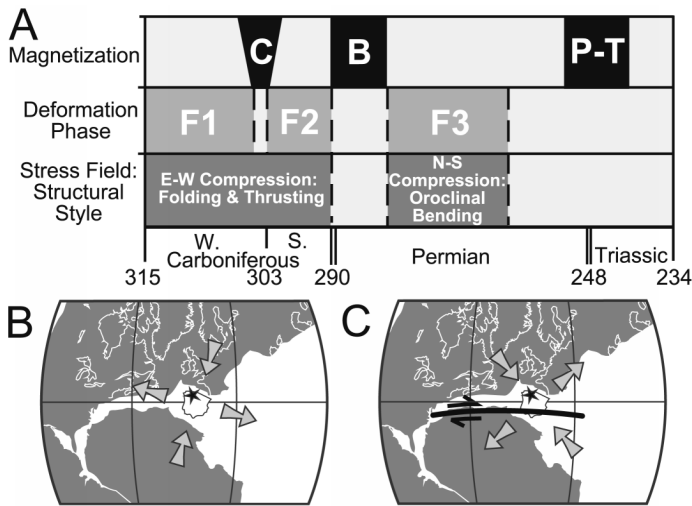 A
Magnetization
C
B
P-T
Deformation
Phase
F1
F2
F3
Stress Field:
Structural
Style
E-W Compression:
Folding & Thrusting
N-S
Compression:
Oroclinal
Bending
W.
S.
Carboniferous
Permian
Triassic
315
303
290
248
234
B
C